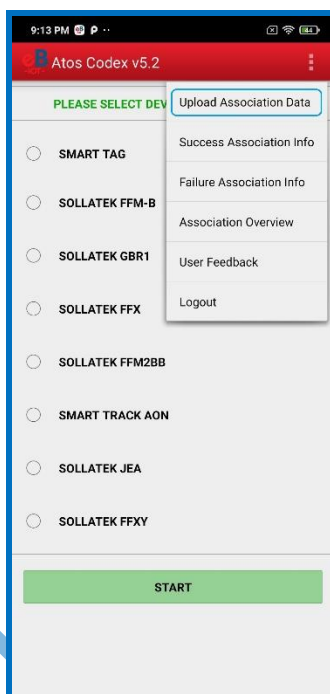 9:13 PM
44
eB Atos Codex v5.2
PLEASE SELECT DEV
Upload Association Data
Success Association Info
Failure Association Info
Association Overview
User Feedback
Logout
SMART TAG
SOLLATEK FFM-B
SOLLATEK GBR1
SOLLATEK FFX
SOLLATEK FFM2BB
SMART TRACK AON
SOLLATEK JEA
SOLLATEK FFXY
START